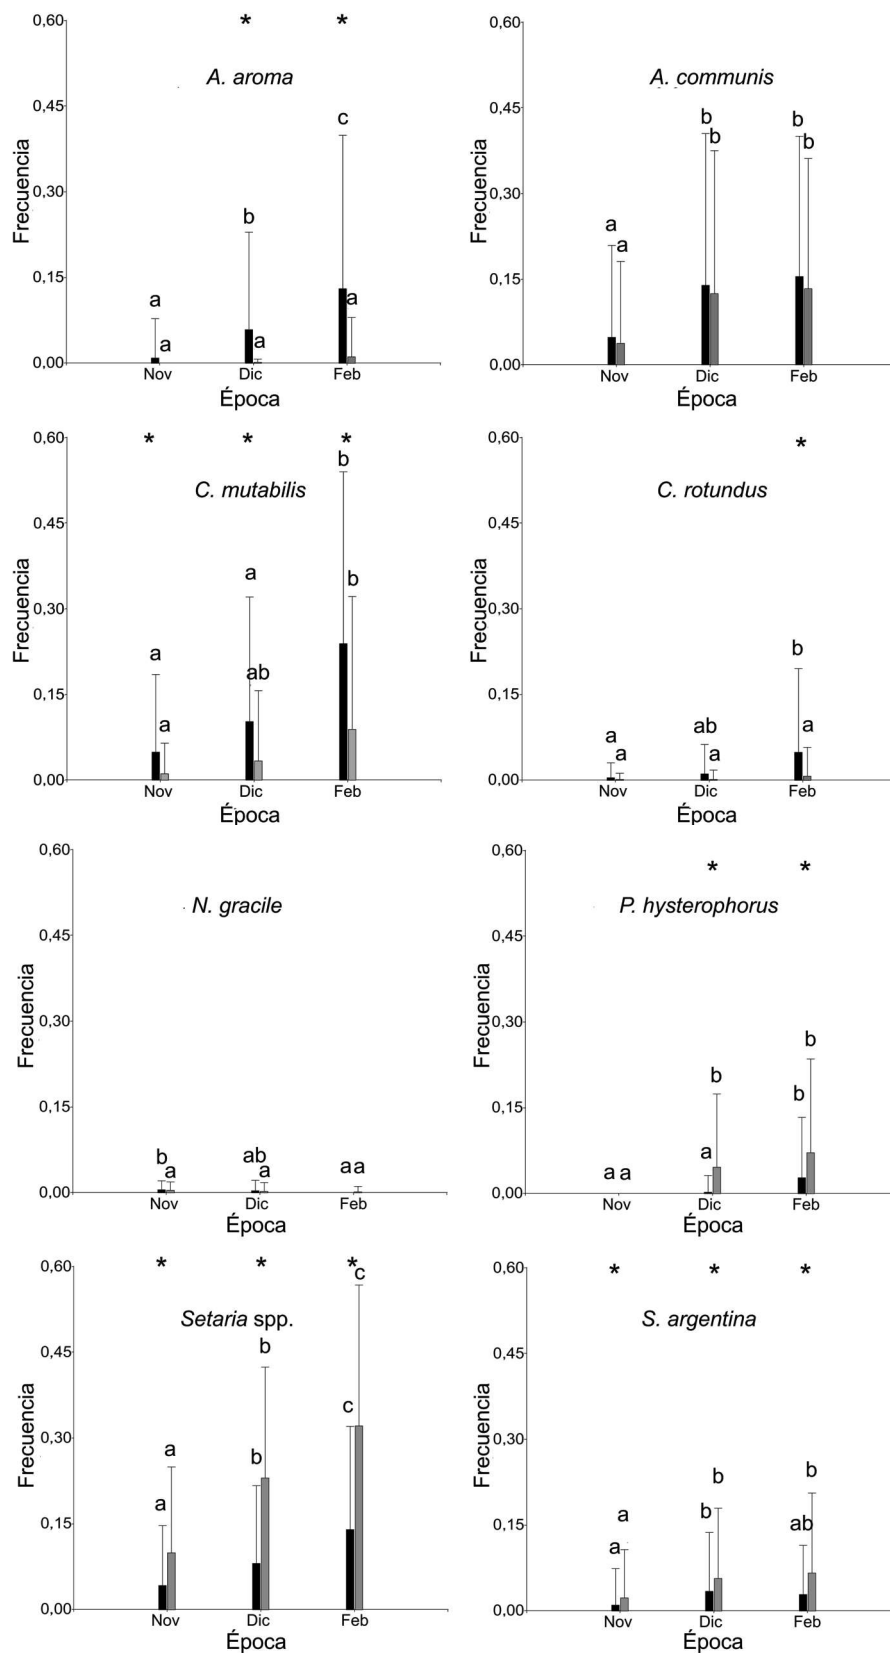 0,60
* *
A. aroma
0,45
c
Frecuencia
0,30
b
0,15
a
a
a
a
0,00
Nov Dic Feb
Época
0,60
A. communis
0,45
b b
b b
Frecuencia
0,30
a
a
0,15
0,00
Nov Dic Feb
Época
0,60
* * *
b
C. mutabilis
0,45
a
b
Frecuencia
0,30
a
ab
0,15
a
0,00
Nov Dic Feb
Época
0,60
*
C. rotundus
0,45
Frecuencia
0,30
b
0,15
ab
a
a
a
a
0,00
Nov Dic Feb
Época
0,60
N. gracile
0,45
Frecuencia
0,30
0,15
b ab
a a aa
0,00
Nov Dic Feb
Época
0,60
* *
P. hysterophorus
0,45
Frecuencia
0,30
b
b
0,15
b
a
a a
0,00
Nov Dic Feb
Época
0,60
* * *
c
Setaria spp.
0,45
b
Frecuencia
c
0,30
a
b
0,15
a
0,00
Nov Dic Feb
Época
0,60
* * *
S. argentina
0,45
Frecuencia
0,30
b
b
a
b
ab
0,15
a
0,00
Nov Dic Feb
Época